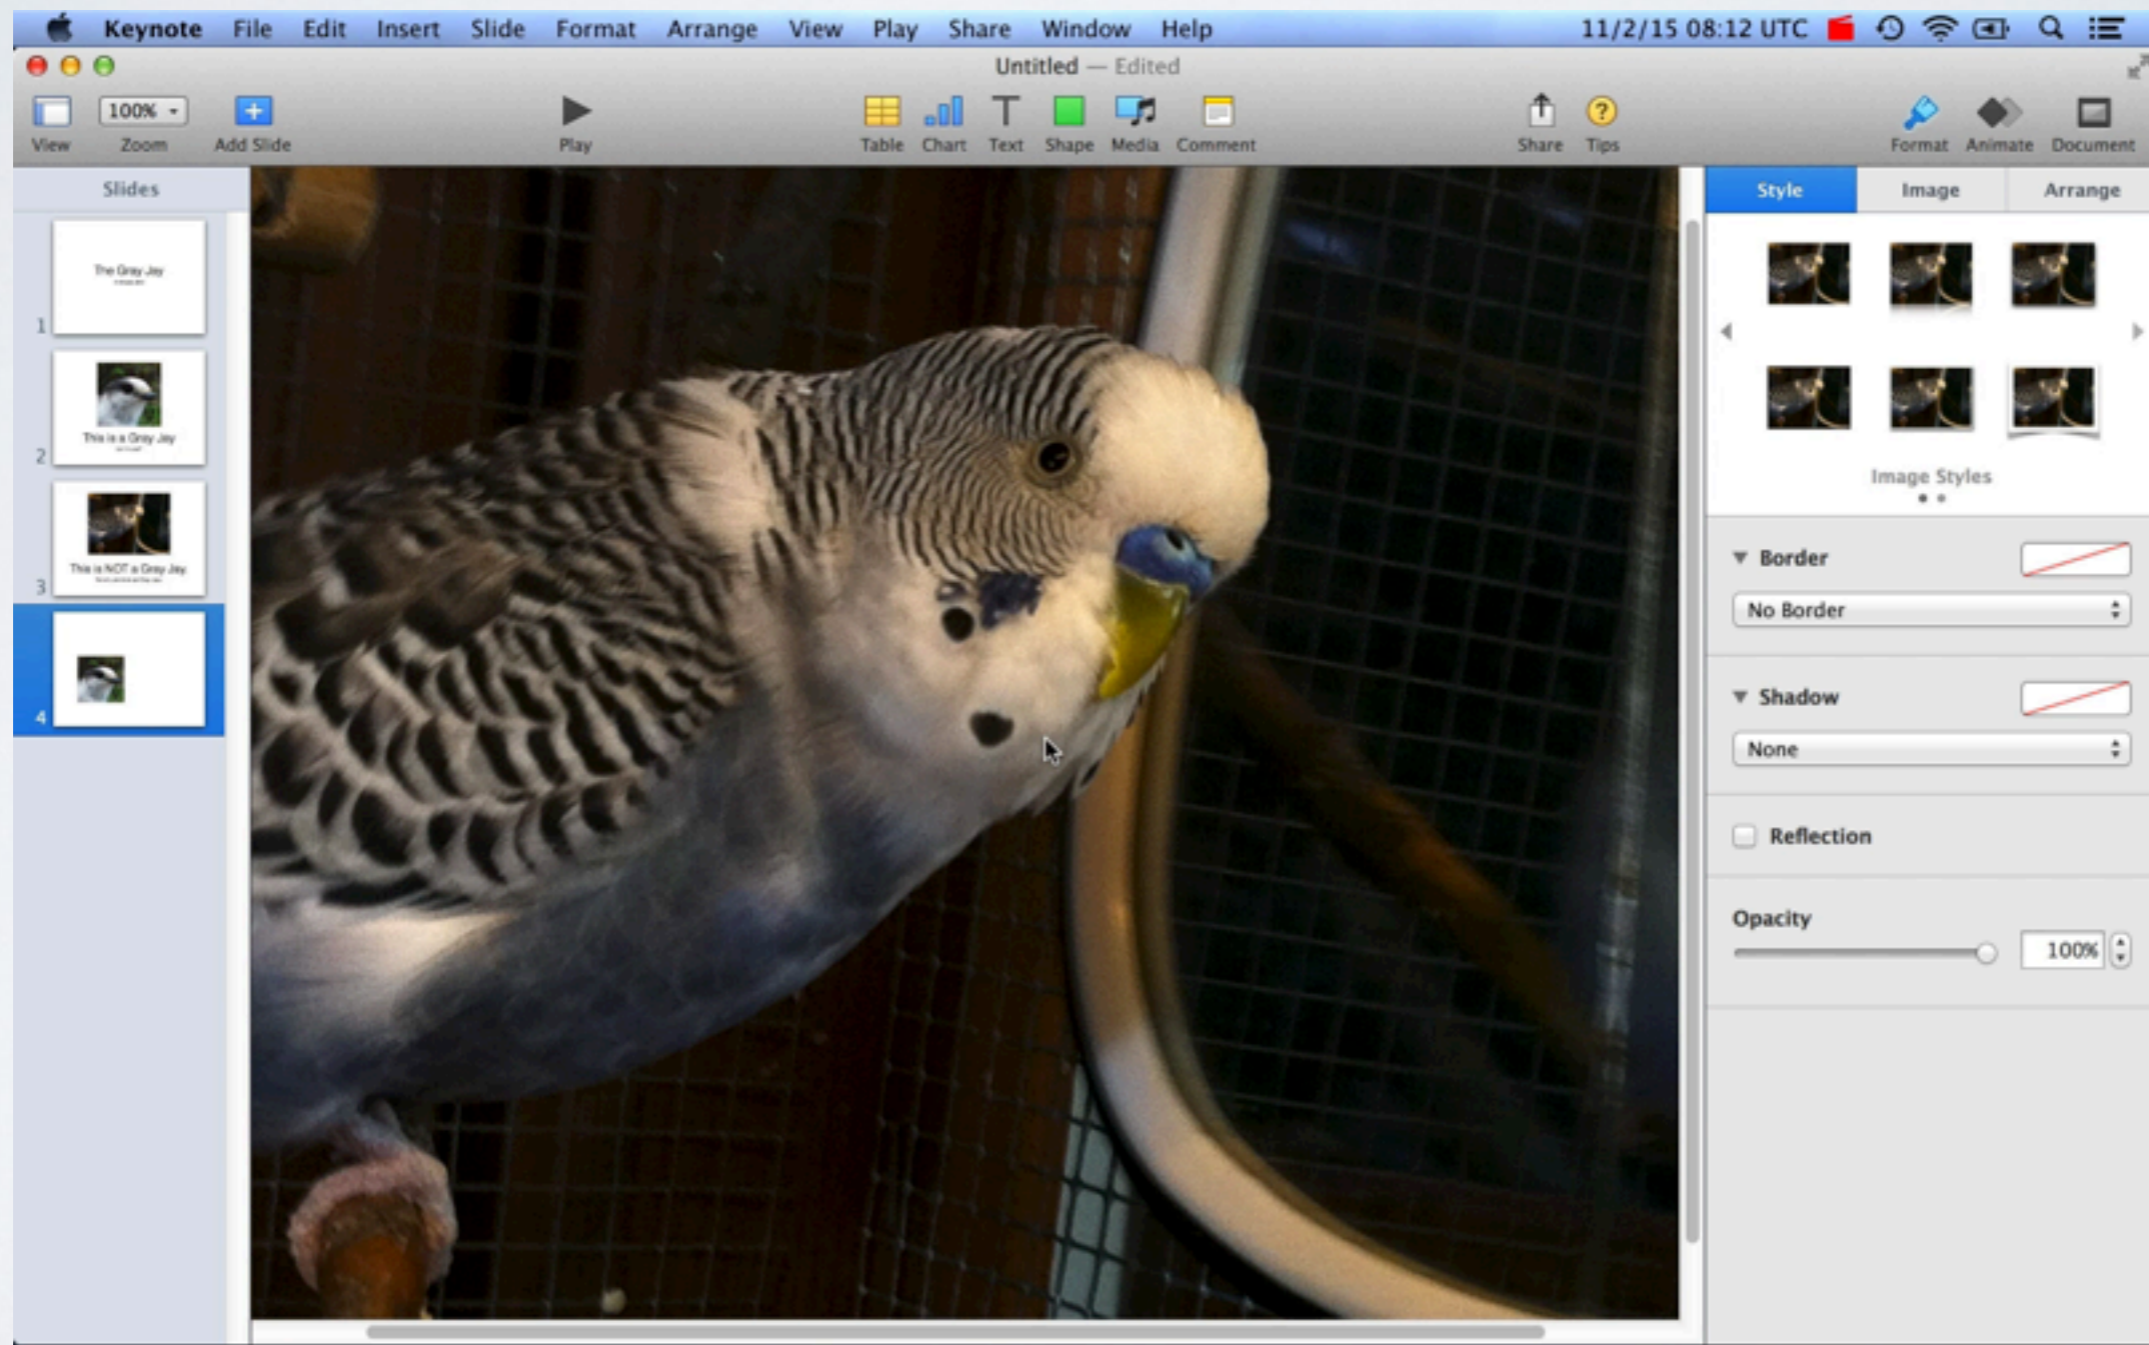 Keynote File Edit Insert Slide Format Arrange View Play Share Window Help 11/2/15 08:12 UTC
Untitled — Edited
100%
View Zoom Add Slide Play Table Chart Text Shape Media Comment Share Tips Format Animate Document
Slides
Style Image Arrange
The Gray Jay
1
This is a Gray Jay
2
This is NOT a Gray Jay.
3
4
Image Styles
Border
No Border
Shadow
None
Reflection
Opacity
100%